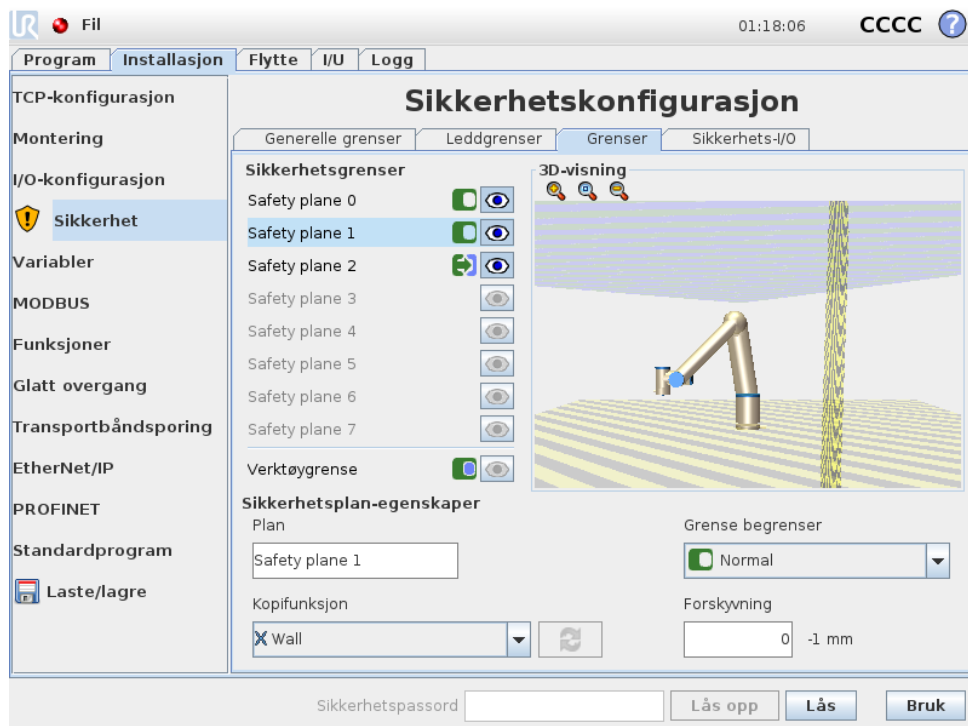 UR Fil 01:18:06 CCCC ?
Program Installasjon Flytte I/U Logg
TCP-konfigurasjon
Montering
I/O-konfigurasjon
Sikkerhet
Variabler
MODBUS
Funksjoner
Glatt overgang
Transportbåndsporing
EtherNet/IP
PROFINET
Standardprogram
Laste/lagre
Sikkerhetskonfigurasjon
Generelle grenser Leddgrenser Grenser Sikkerhets-I/O
Sikkerhetsgrenser
Safety plane 0
Safety plane 1
Safety plane 2
Safety plane 3
Safety plane 4
Safety plane 5
Safety plane 6
Safety plane 7
Verktøygrense
3D-visning
Sikkerhetsplan-egenskaper
Plan
Safety plane 1
Grense begrenser
Normal
Kopifunksjon
Wall
Forskyvning
0 -1 mm
Sikkerhetspassord Lås opp Lås Bruk